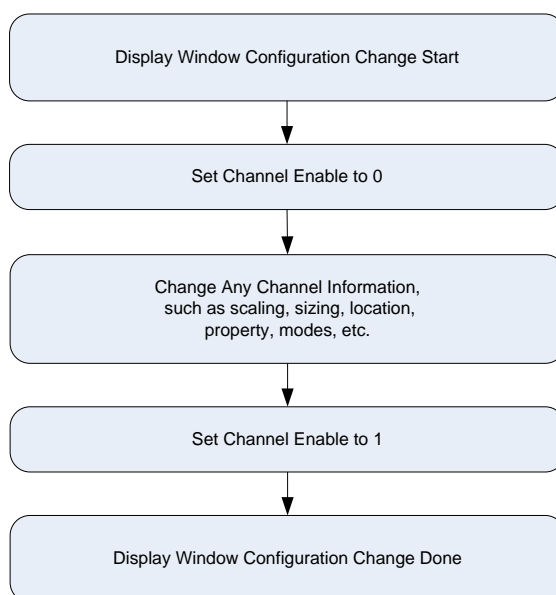 Display Window Configuration Change Start
Set Channel Enable to 0
Change Any Channel Information,
such as scaling, sizing, location,
property, modes, etc.
Set Channel Enable to 1
Display Window Configuration Change Done